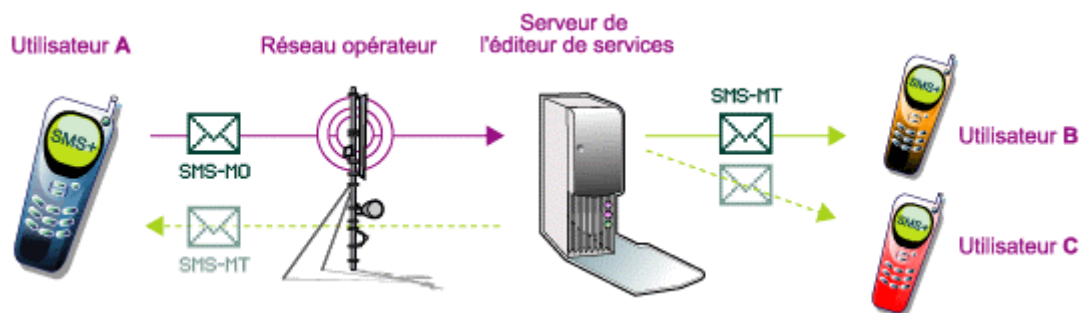 Utilisateur A
Réseau opérateur
Serveur de
l'éditeur de services
SMS+
SMS-MO
SMS-MT
SMS-MT
SMS+
Utilisateur B
SMS+
Utilisateur C